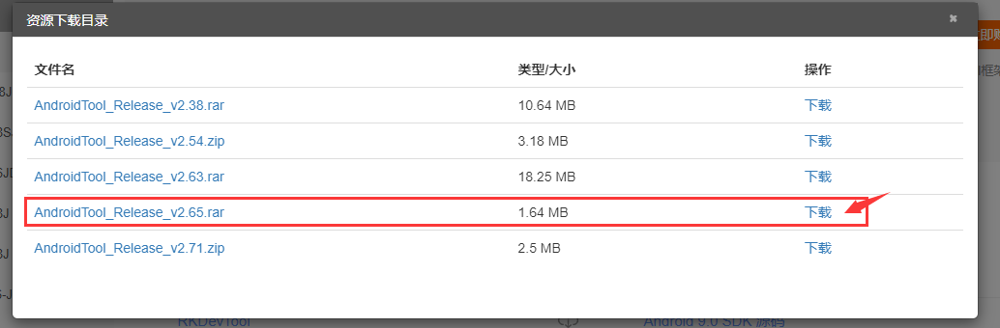 资源下载目录 ×
文件名 类型/大小 操作
AndroidTool_Release_v2.38.rar 10.64 MB 下载
AndroidTool_Release_v2.54.zip 3.18 MB 下载
AndroidTool_Release_v2.63.rar 18.25 MB 下载
AndroidTool_Release_v2.65.rar 1.64 MB 下载
AndroidTool_Release_v2.71.zip 2.5 MB 下载
RKDevTool Android 9.0 SDK 源码